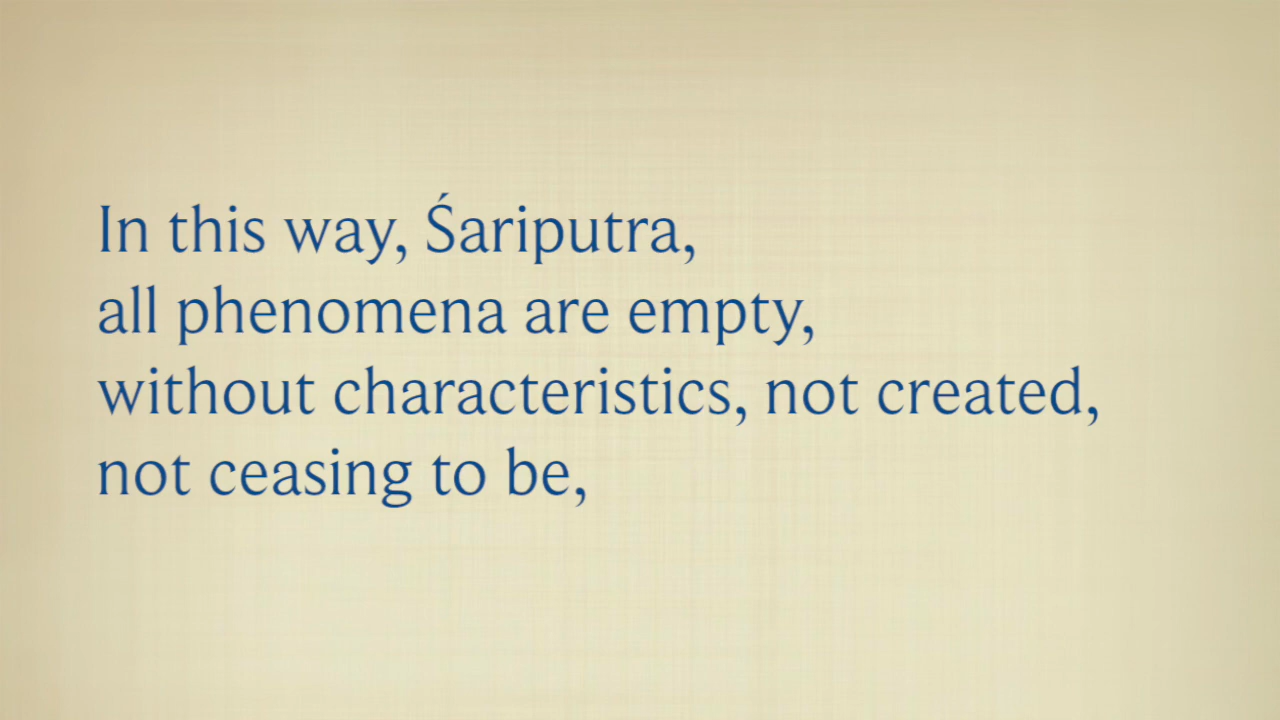 In this way, Śariputra,
all phenomena are empty,
without characteristics, not created,
not ceasing to be,